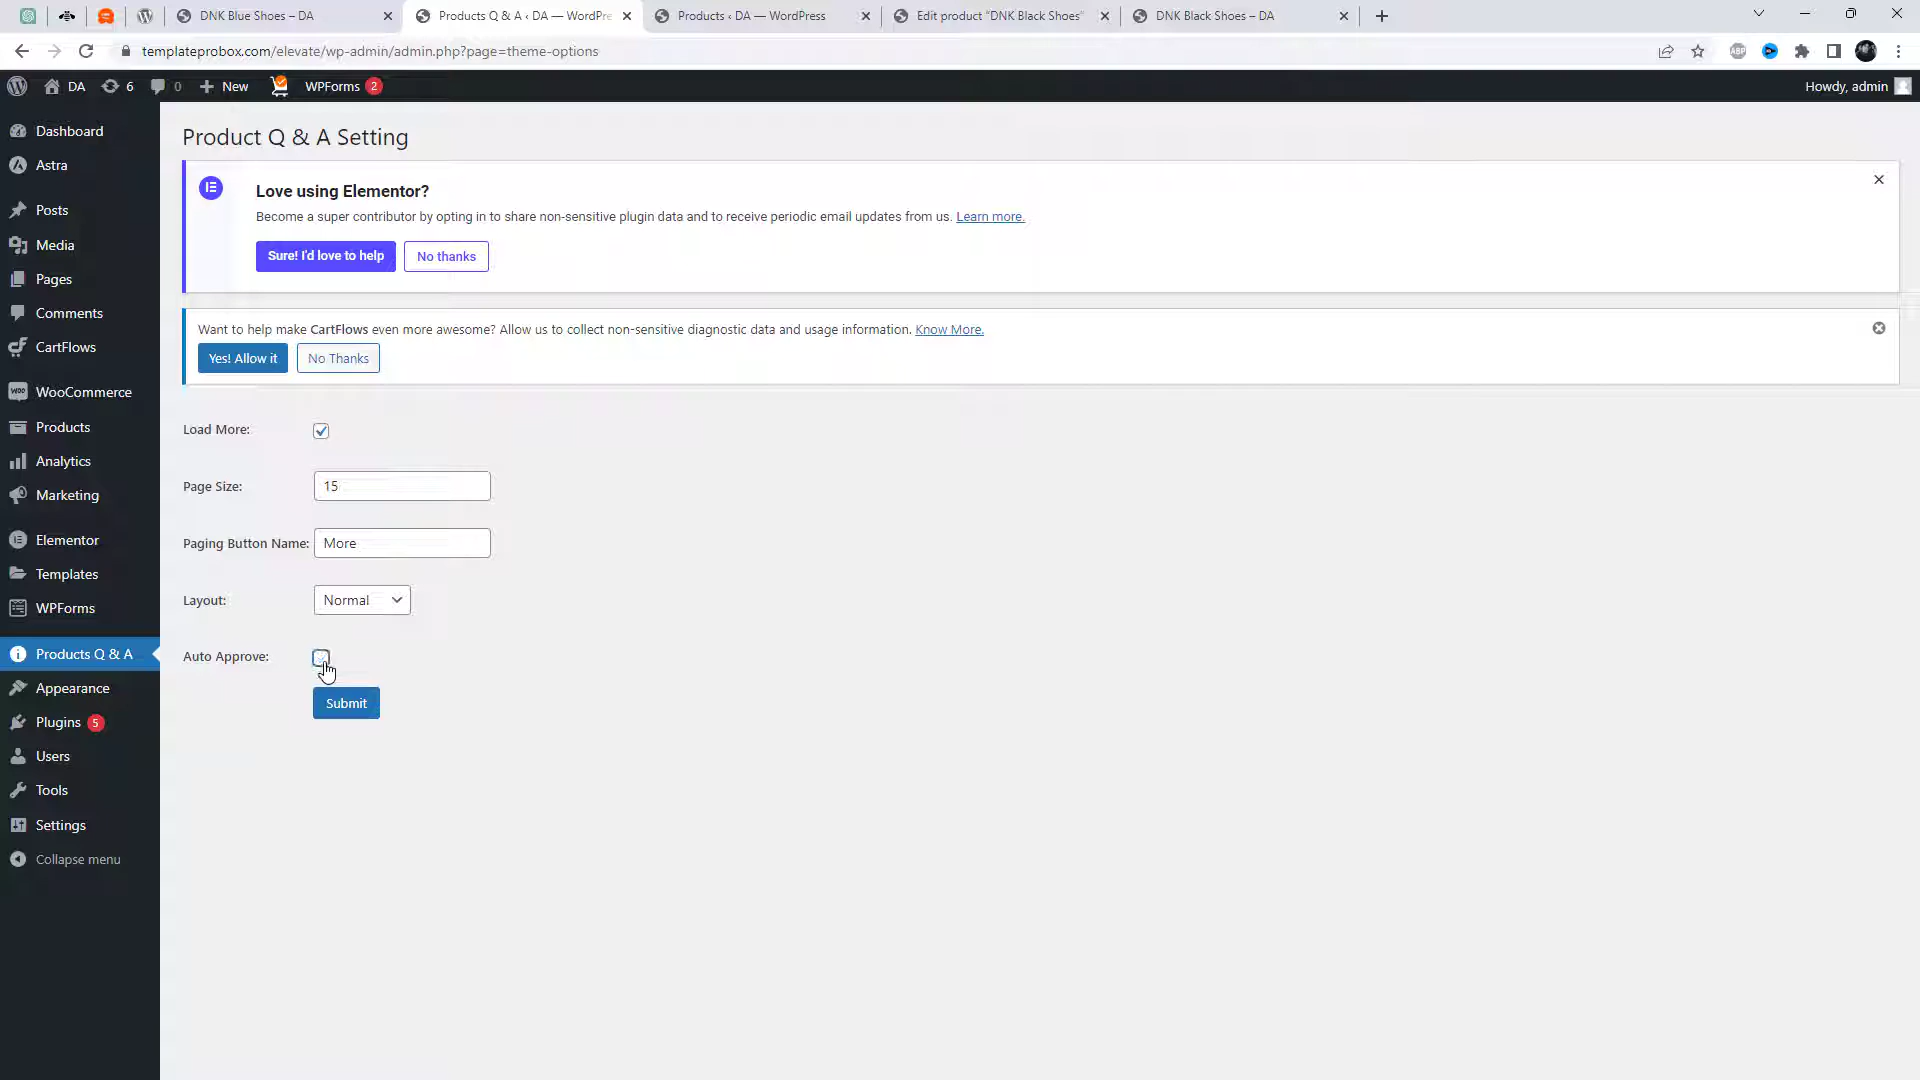 DNK Blue Shoes – DA
Products Q & A ‹ DA — WordPre
Products ‹ DA — WordPress
Edit product "DNK Black Shoes"
DNK Black Shoes – DA
templateprobox.com/elevate/wp-admin/admin.php?page=theme-options
ABP
DA
6
0
New
WPForms
2
Howdy, admin
Dashboard
Astra
Posts
Media
Pages
Comments
CartFlows
WooCommerce
Products
Analytics
Marketing
Elementor
Templates
WPForms
Products Q & A
Appearance
Plugins
5
Users
Tools
Settings
Collapse menu
Product Q & A Setting
Love using Elementor?
Become a super contributor by opting in to share non-sensitive plugin data and to receive periodic email updates from us. Learn more.
Sure! I'd love to help
No thanks
Want to help make CartFlows even more awesome? Allow us to collect non-sensitive diagnostic data and usage information. Know More.
Yes! Allow it
No Thanks
Load More:
Page Size:
15
Paging Button Name:
More
Layout:
Normal
Auto Approve:
Submit